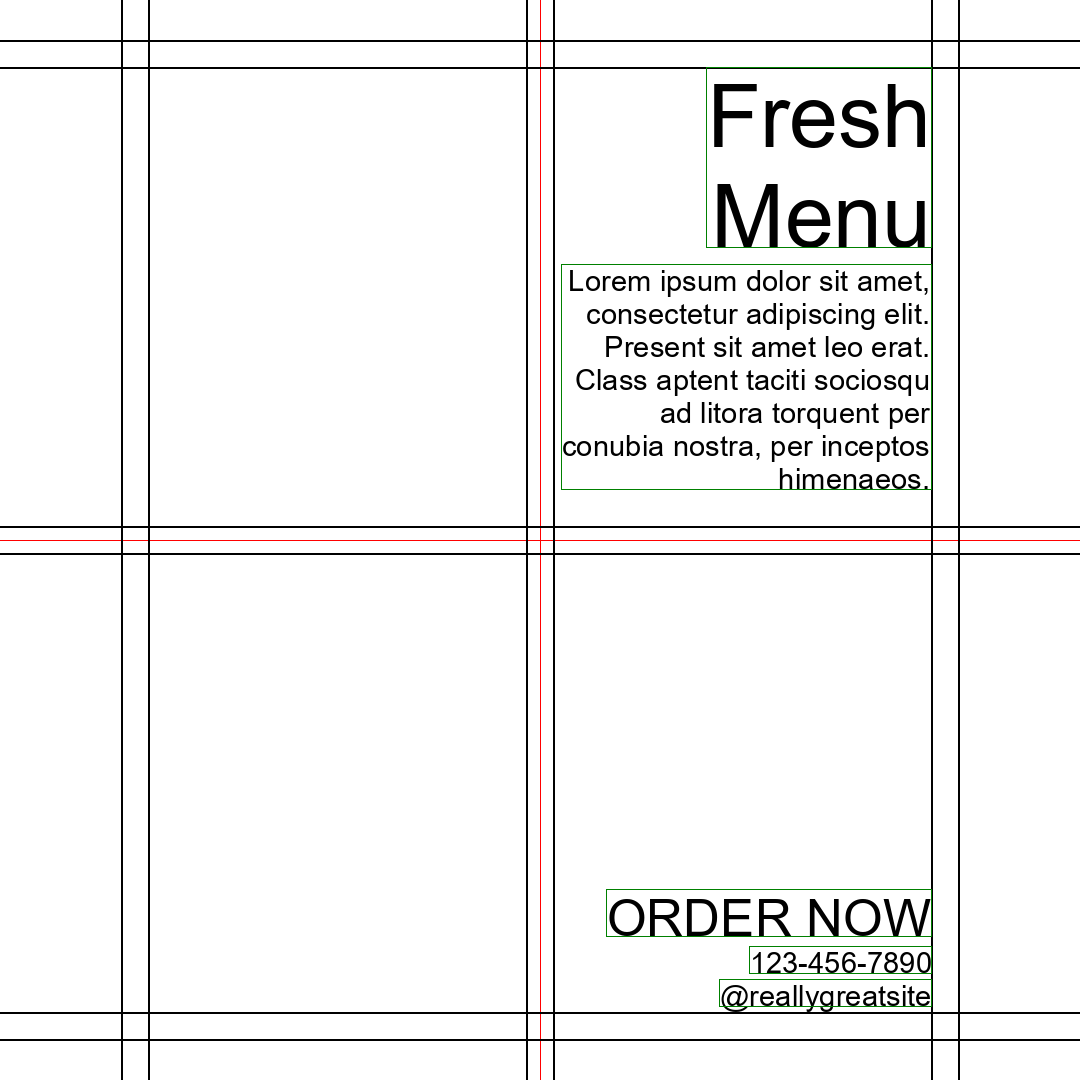 Fresh
Menu
Lorem ipsum dolor sit amet,
consectetur adipiscing elit.
Present sit amet leo erat.
Class aptent taciti sociosqu
ad litora torquent per
conubia nostra, per inceptos
himenaeos.
ORDER NOW
123-456-7890
@reallygreatsite